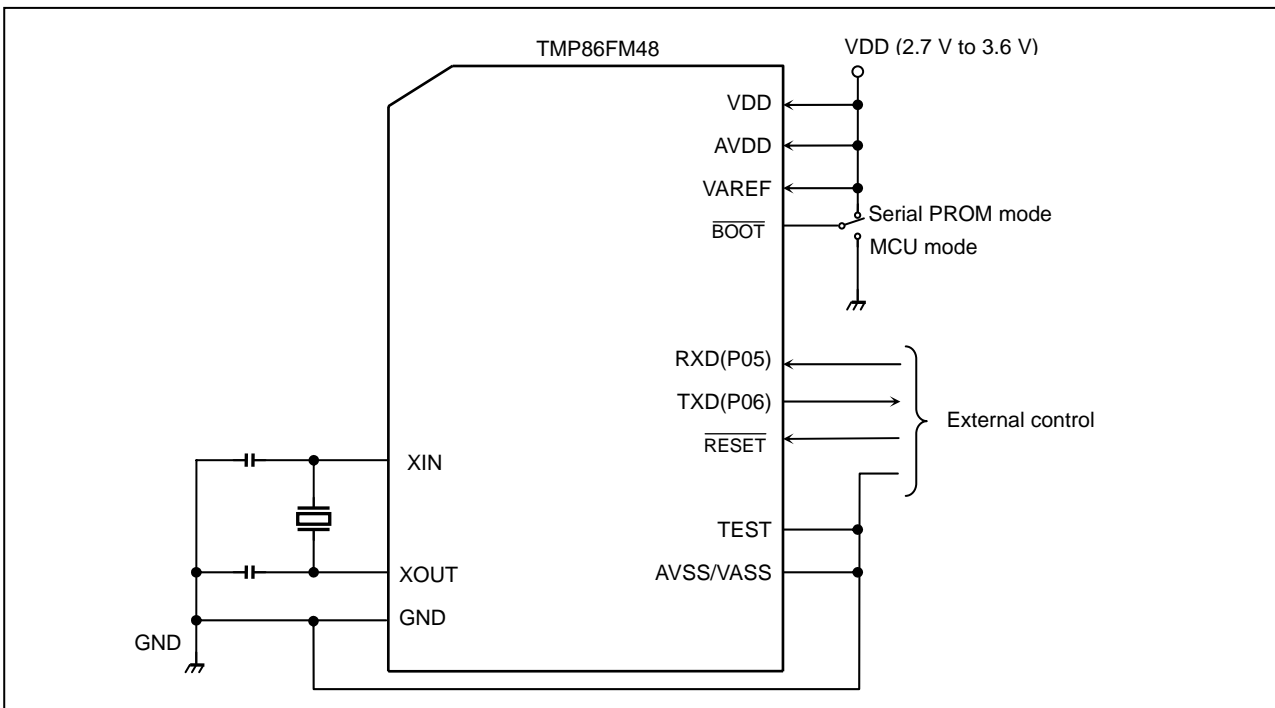 TMP86FM48
VDD (2.7 V to 3.6 V)
VDD
AVDD
VAREF
BOOT
Serial PROM mode
MCU mode
RXD(P05)
TXD(P06)
RESET
External control
XIN
TEST
XOUT
AVSS/VASS
GND
GND